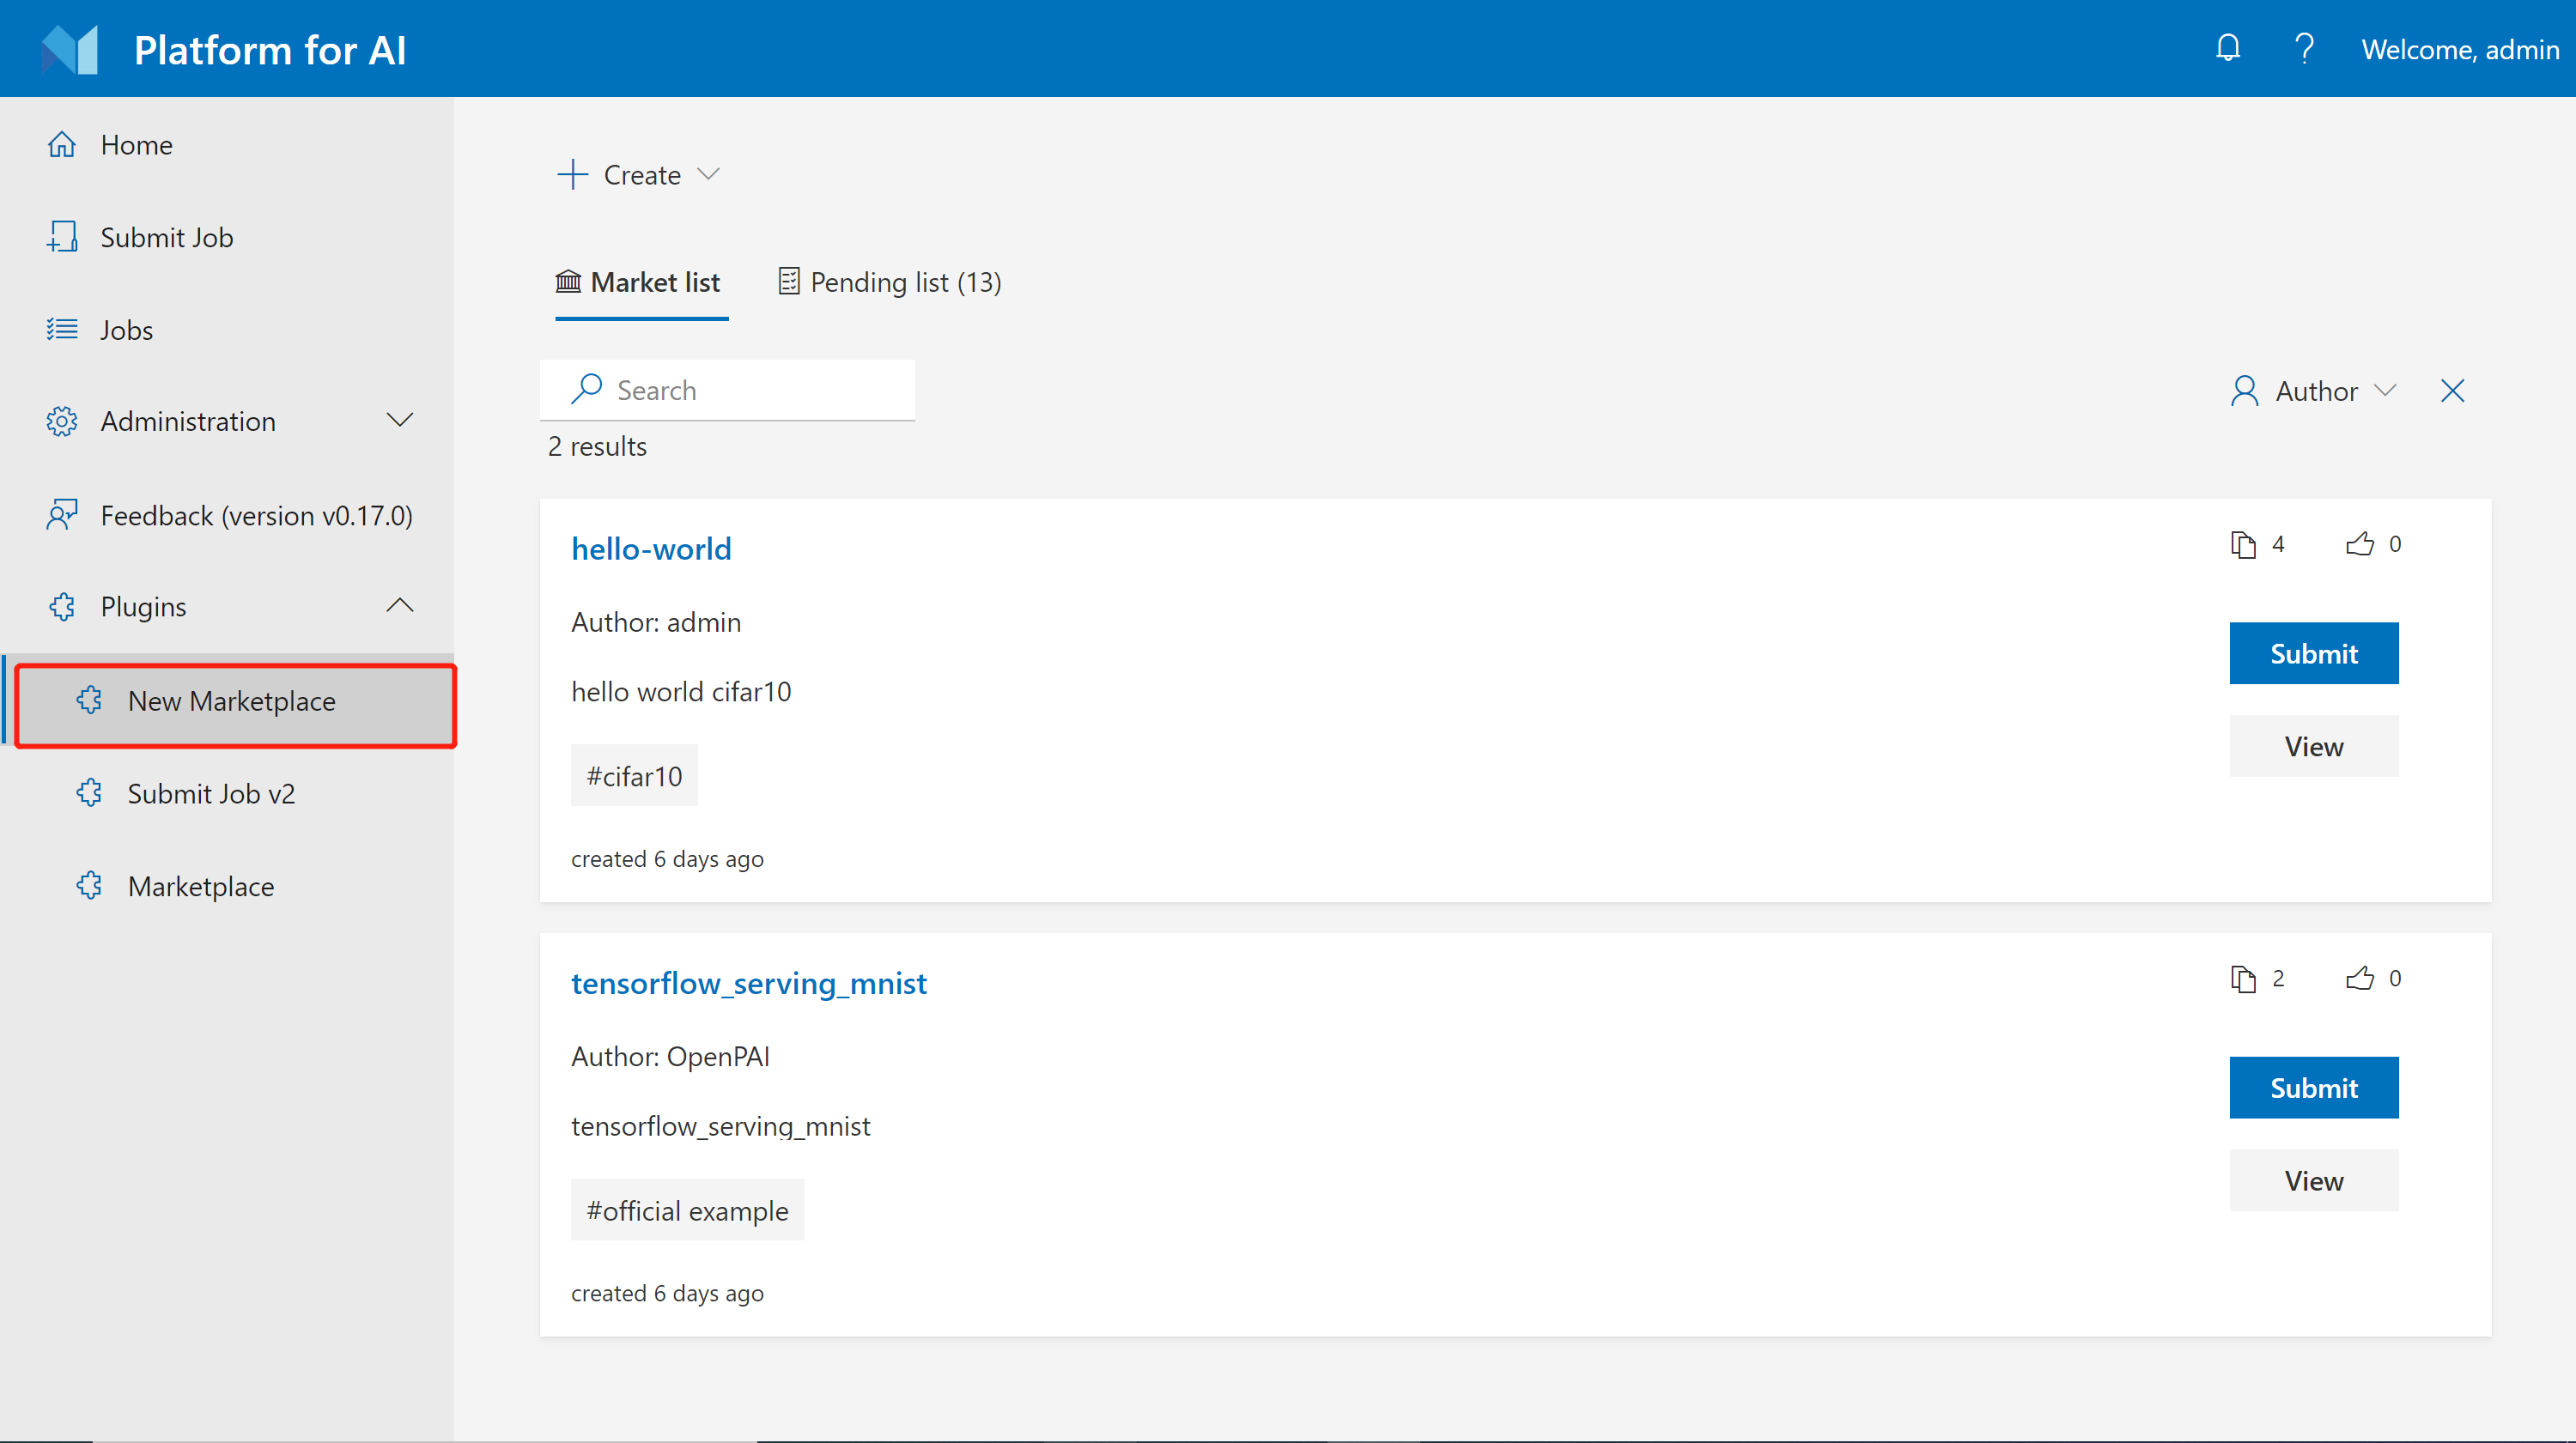 Platform for AI
Welcome, admin
Home
Submit Job
Jobs
Administration
Feedback (version v0.17.0)
Plugins
New Marketplace
Submit Job v2
Marketplace
Create
Market list
Pending list (13)
Search
Author
2 results
hello-world
4
0
Author: admin
Submit
hello world cifar10
View
#cifar10
created 6 days ago
tensorflow_serving_mnist
2
0
Author: OpenPAI
Submit
tensorflow_serving_mnist
View
#official example
created 6 days ago